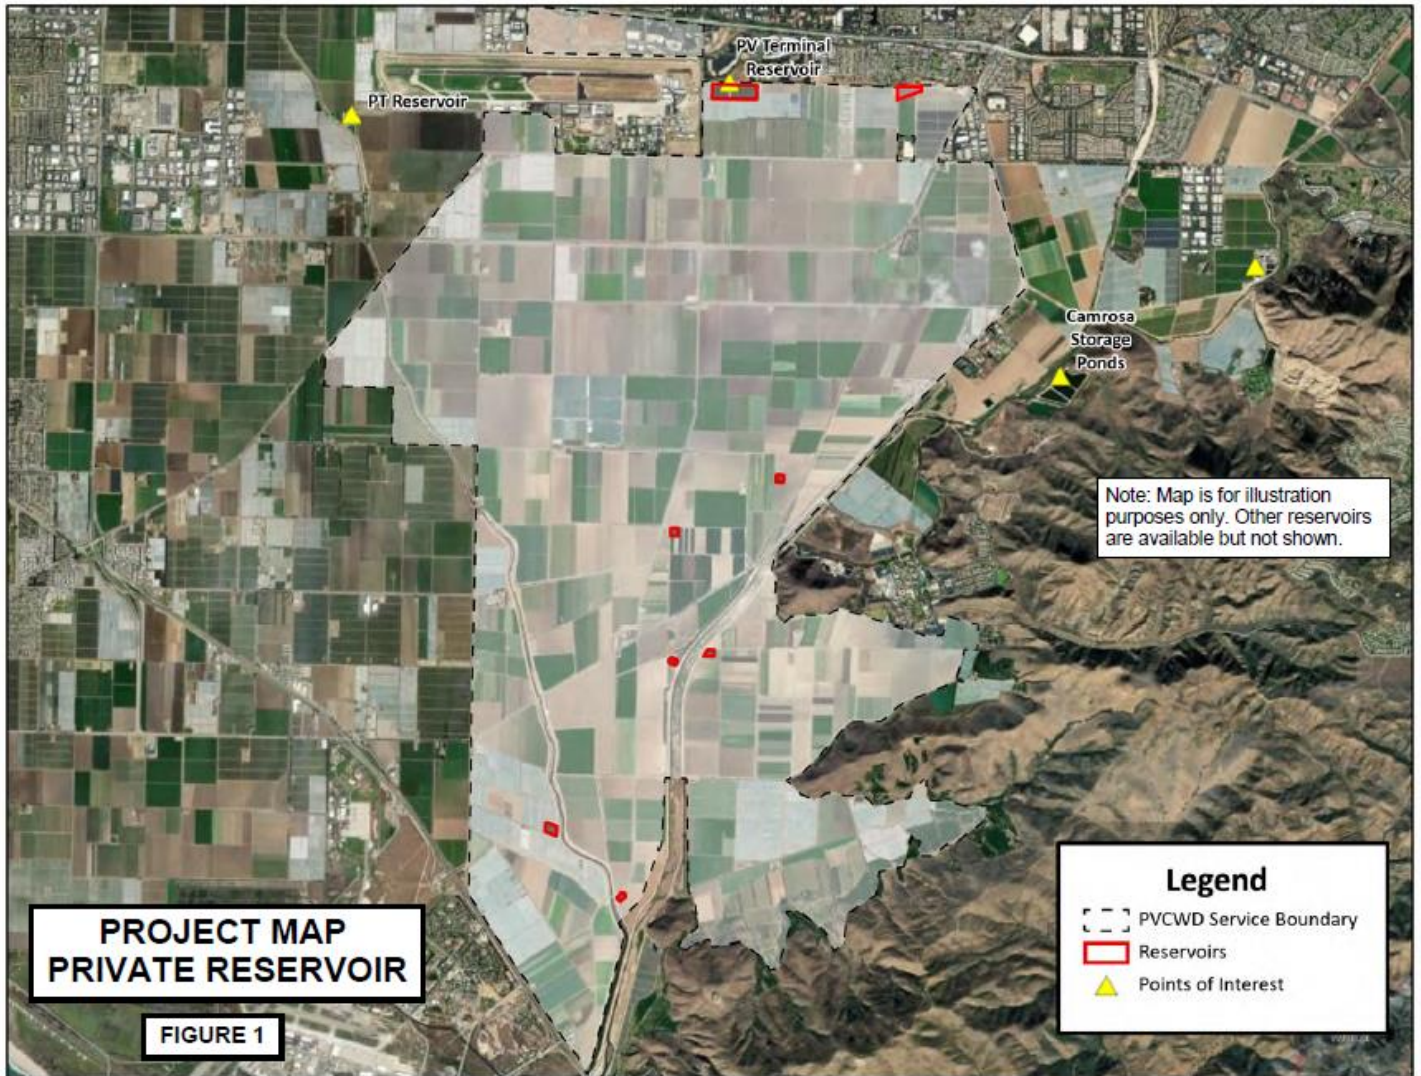 PV Terminal
Reservoir
PT Reservoir
Camrosa
Storage
Ponds
Note: Map is for illustration
purposes only. Other reservoirs
are available but not shown.
Legend
PVCWD Service Boundary
Reservoirs
Points of Interest
PROJECT MAP
PRIVATE RESERVOIR
FIGURE 1